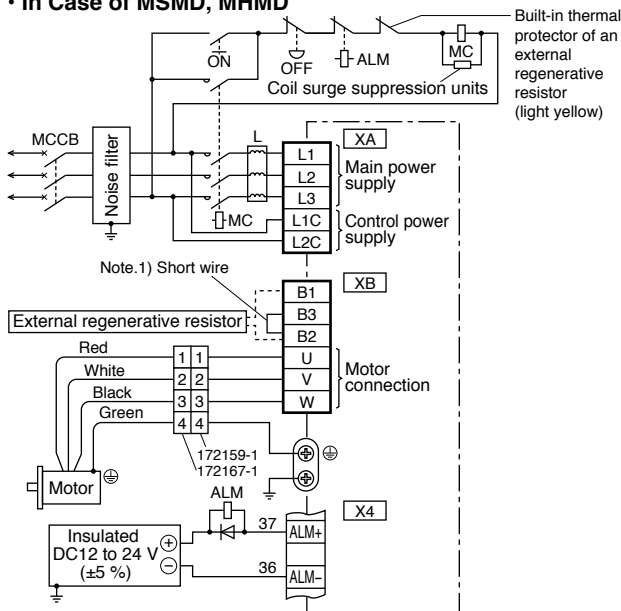 • In Case of MSMD, MHMD
Built-in thermal
protector of an
external
regenerative
resistor
(light yellow)
ON
OFF
ALM
MC
Coil surge suppression units
MCCB
Noise filter
L
MC
XA
L1
L2
L3
L1C
L2C
Main power
supply
Control power
supply
Note.1) Short wire
XB
B1
B3
B2
U
V
W
External regenerative resistor
Motor
connection
Red
White
Black
Green
1 1
2 2
3 3
4 4
172159-1
172167-1
Motor
ALM
X4
Insulated
DC12 to 24 V
(±5 %)
+
−
37
ALM+
36
ALM−